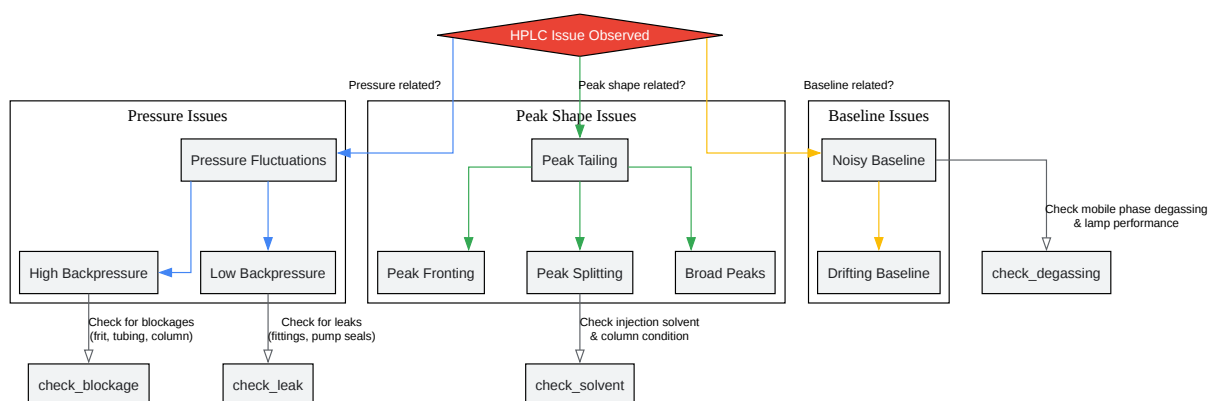 HPLC Issue Observed
Pressure related?
Peak shape related?
Baseline related?
Pressure Issues
Peak Shape Issues
Baseline Issues
Pressure Fluctuations
Peak Tailing
Noisy Baseline
Check mobile phase degassing
& lamp performance
High Backpressure
Low Backpressure
Peak Fronting
Peak Splitting
Broad Peaks
Drifting Baseline
check_degassing
Check for blockages
(frit, tubing, column)
Check for leaks
(fittings, pump seals)
Check injection solvent
& column condition
check_blockage
check_leak
check_solvent